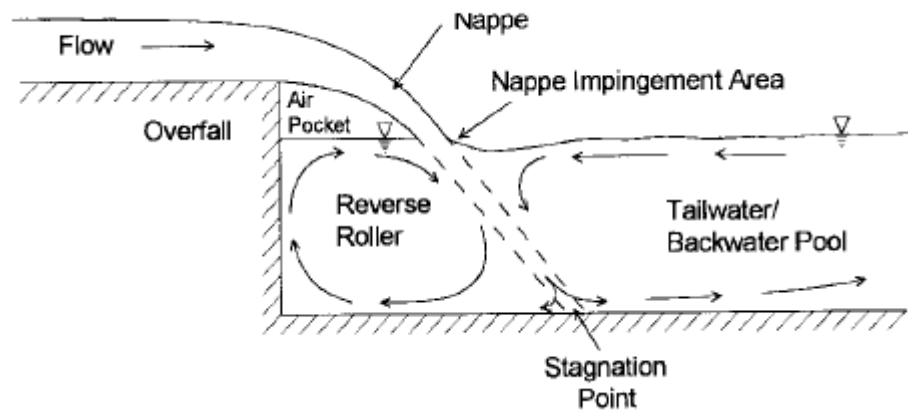 Nappe
Flow
Nappe Impingement Area
Air
Pocket
Overfall
Reverse
Roller
Tailwater/
Backwater Pool
Stagnation
Point